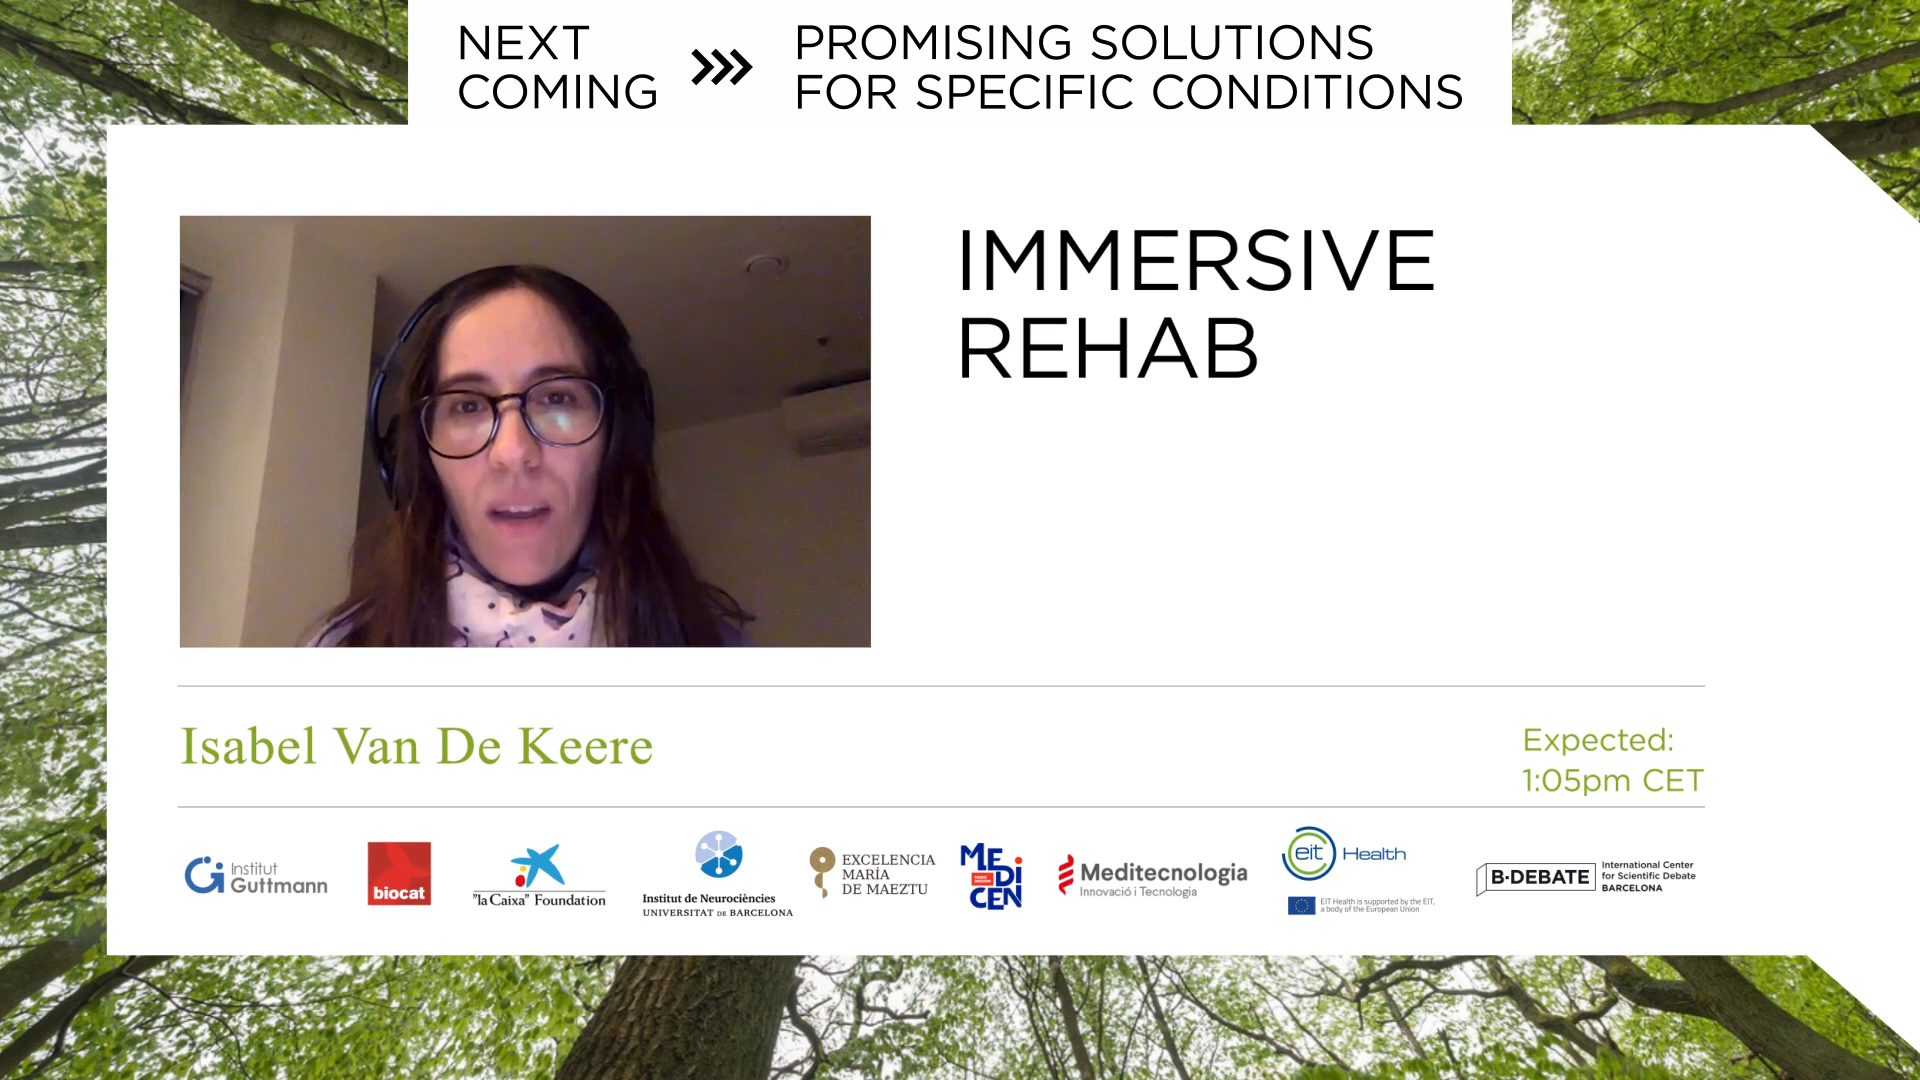 NEXT
COMING
PROMISING SOLUTIONS
FOR SPECIFIC CONDITIONS
IMMERSIVE
REHAB
Isabel Van De Keere
Expected:
1:05pm CET
Institut
Guttmann
biocat
"la Caixa" Foundation
Institut de Neurociències
UNIVERSITAT DE BARCELONA
EXCELENCIA
MARÍA
DE MAEZTU
ME
DI
CEN
Meditecnologia
Innovació i Tecnologia
eit Health
EIT Health is supported by the EIT,
a body of the European Union
B·DEBATE
International Center
for Scientific Debate
BARCELONA